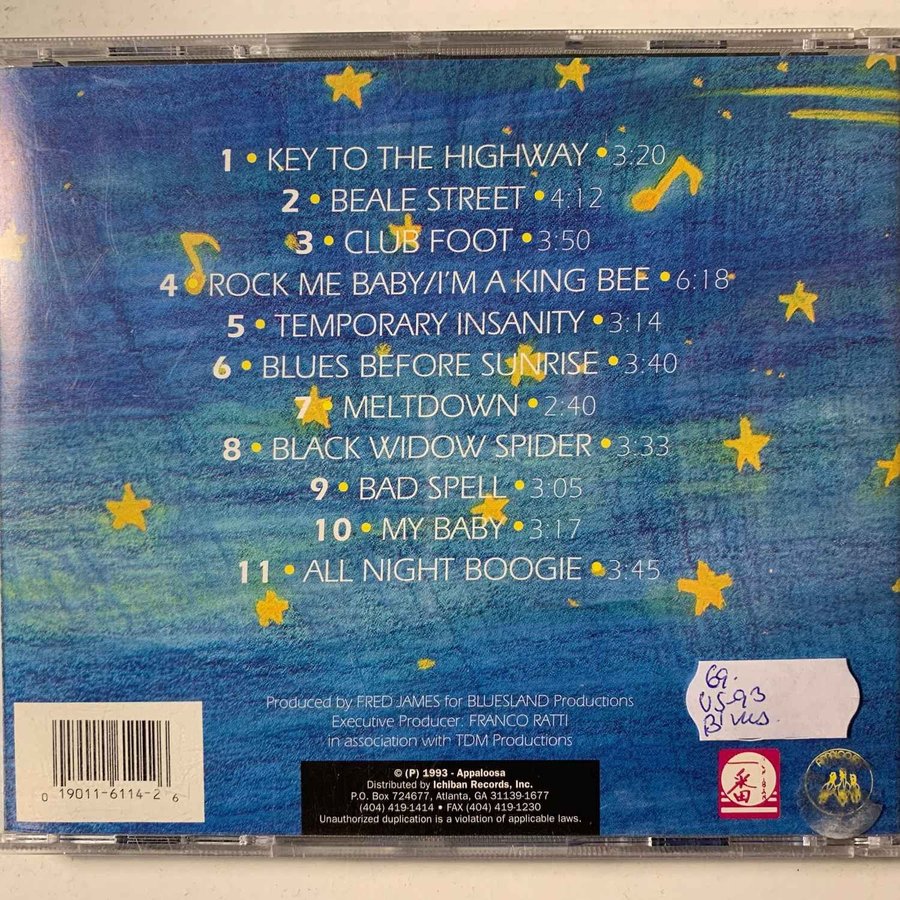 1 • KEY TO THE HIGHWAY • 3:20
2 • BEALE STREET • 4:12
3 • CLUB FOOT • 3:50
4 • ROCK ME BABY/I'M A KING BEE • 6:18
5 • TEMPORARY INSANITY • 3:14
6 • BLUES BEFORE SUNRISE • 3:40
7 • MELTDOWN • 2:40
8 • BLACK WIDOW SPIDER • 3:33
9 • BAD SPELL • 3:05
10 • MY BABY • 3:17
11 • ALL NIGHT BOOGIE • 3:45
69.
US-93
Produced by FRED JAMES for BLUESLAND Productions
Executive Producer: FRANCO RATTI
in association with TDM Productions
© (P) 1993 - Appaloosa
Distributed by Ichiban Records, Inc.
P.O. Box 724677, Atlanta, GA 31139-1677
(404) 419-1414 • FAX (404) 419-1230
Unauthorized duplication is a violation of applicable laws.
0 19011-6114-2 6
一番